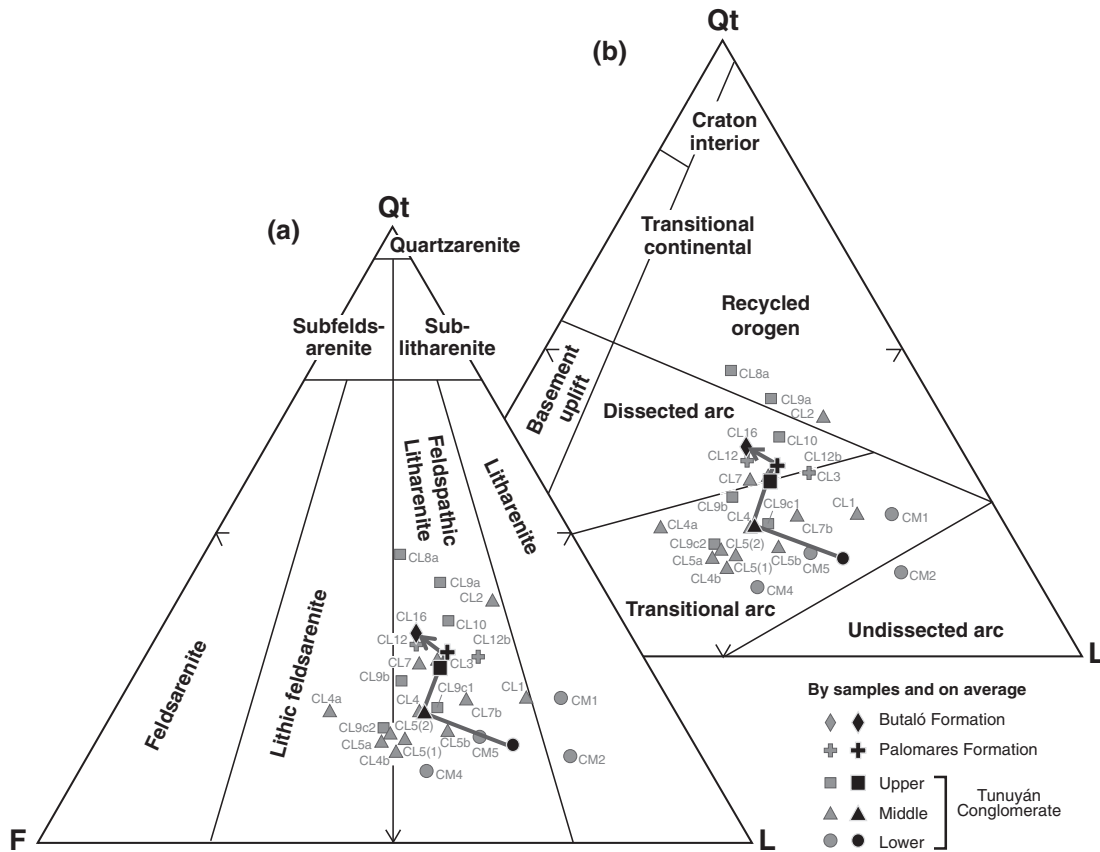 (a)
Qt
Quartzarenite
Subfelds-
arenite
Sub-
litharenite
Feldsarenite
Lithic feldsarenite
Feldspathic
Litharenite
Litharenite
CL8a
CL9a
CL2
CL16
CL10
CL12
CL12b
CL7
CL3
CL9b
CL4a
CL4
CL9c1
CL1
CM1
CL7b
CL9c2
CL5(2)
CL5a
CL5(1)
CL5b
CM5
CL4b
CM4
CM2
F
L
(b)
Qt
Craton
interior
Transitional
continental
Recycled
orogen
Basement
uplift
Dissected arc
Transitional arc
Undissected arc
CL8a
CL9a
CL2
CL16
CL10
CL12
CL12b
CL7
CL3
CL9b
CL9c1
CL1
CM1
CL4a
CL4
CL7b
CL9c2
CL5(2)
CL5a
CL5(1)
CL5b
CM5
CL4b
CM4
CM2
L
By samples and on average
Butaló Formation
Palomares Formation
Upper
Middle
Lower
Tunuyán
Conglomerate